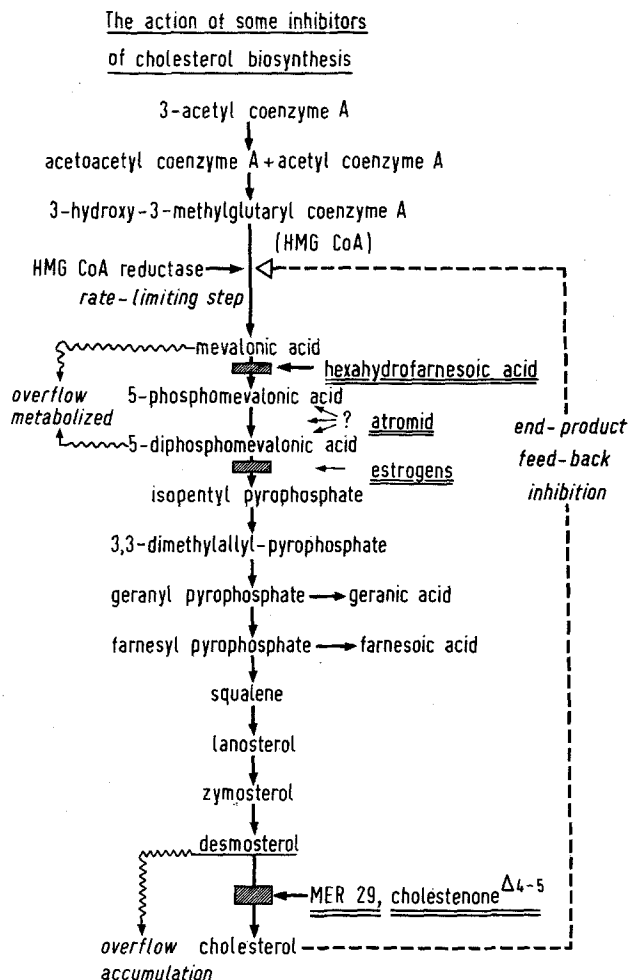 The action of some inhibitors
of cholesterol biosynthesis
3-acetyl coenzyme A
acetoacetyl coenzyme A + acetyl coenzyme A
3-hydroxy-3-methylglutaryl coenzyme A
(HMG CoA)
HMG CoA reductase
rate-limiting step
mevalonic acid
hexahydrofarnesoic acid
overflow
metabolized
5-phosphomevalonic acid
? atromid
5-diphosphomevalonic acid
estrogens
end-product
feed-back
inhibition
isopentyl pyrophosphate
3,3-dimethylallyl-pyrophosphate
geranyl pyrophosphate geranic acid
farnesyl pyrophosphate farnesoic acid
squalene
lanosterol
zymosterol
desmosterol
MER 29, cholestenone Δ4-5
overflow
accumulation
cholesterol